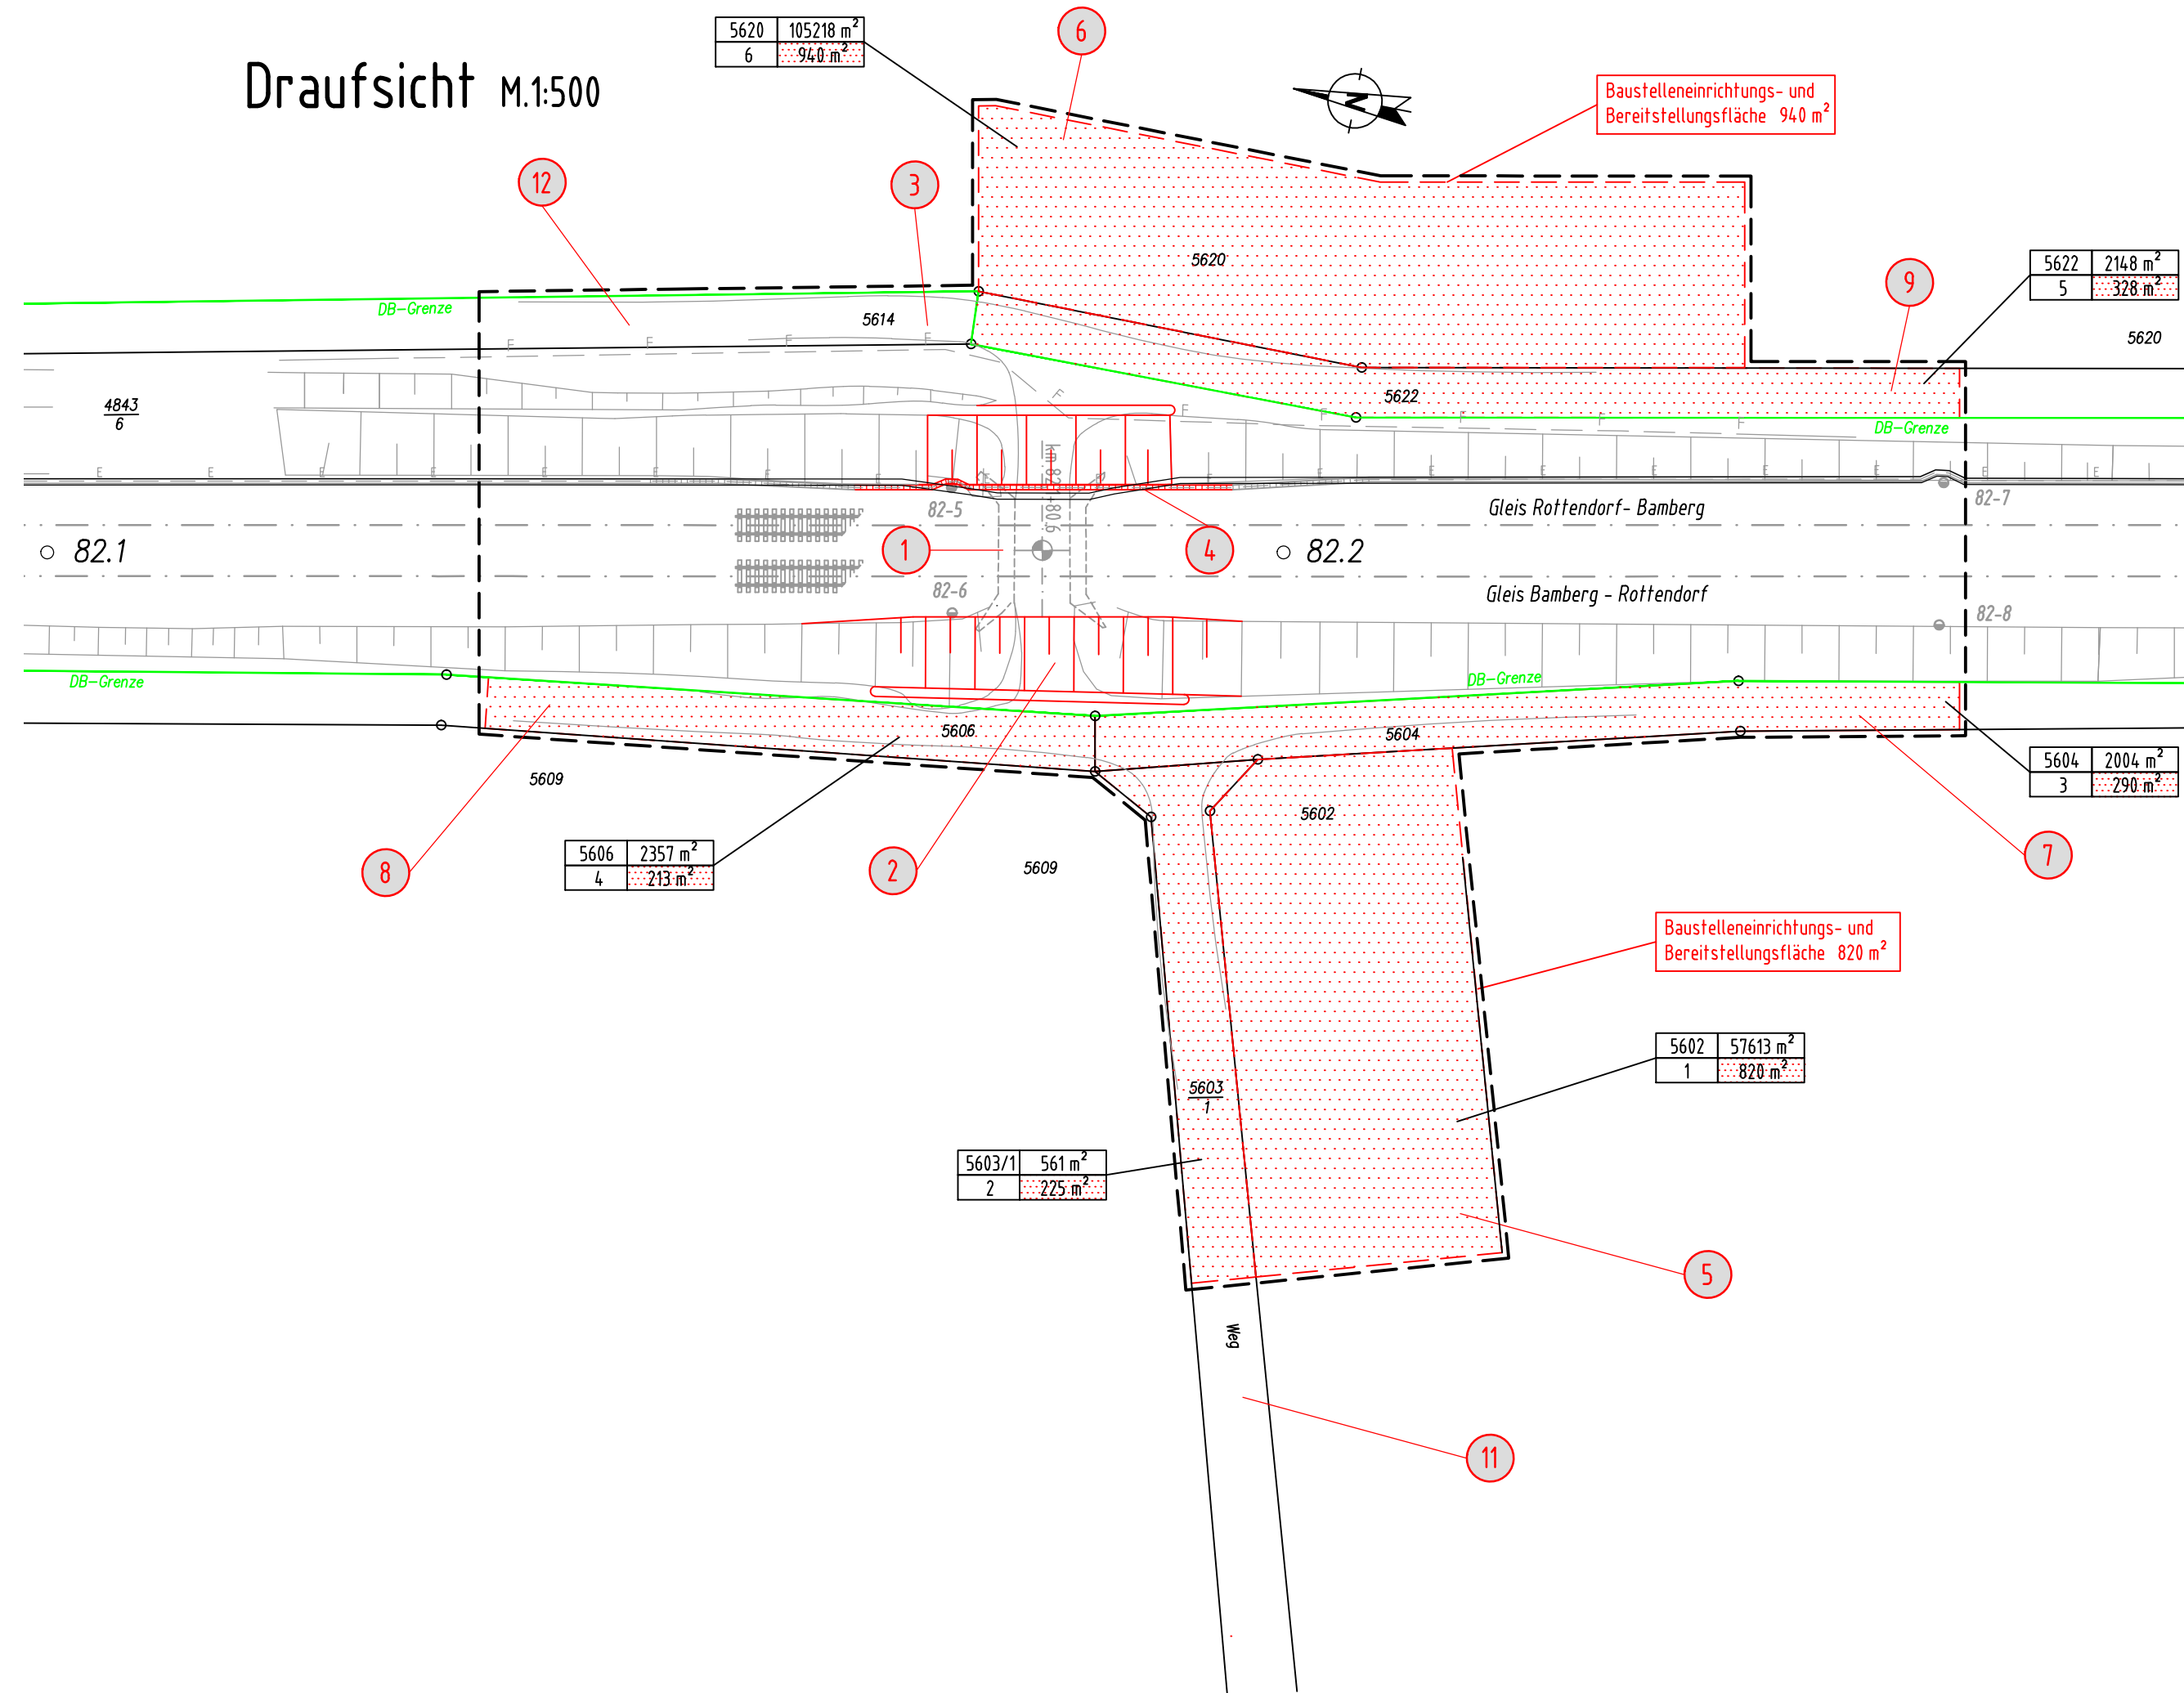 Draufsicht M.1:500
5620 105218 m²
6 940 m²
6
N
Baustelleneinrichtungs- und
Bereitstellungsfläche 940 m²
12
3
9
5622 2148 m²
5 328 m²
5620
5620
DB-Grenze
5614
5622
DB-Grenze
4843
6
F F F F F F F F F F
E E E E E E E E E E E E E E E E E
km. 82,1+80.6
82-5
82-7
Gleis Rottendorf- Bamberg
82.1
1
4
82.2
82-6
Gleis Bamberg - Rottendorf
82-8
DB-Grenze
DB-Grenze
5606
5604
5604 2004 m²
3 290 m²
5609
5602
5606 2357 m²
4 213 m²
8
2
5609
7
Baustelleneinrichtungs- und
Bereitstellungsfläche 820 m²
5602 57613 m²
1 820 m²
5603
1
5603/1 561 m²
2 225 m²
5
Weg
11